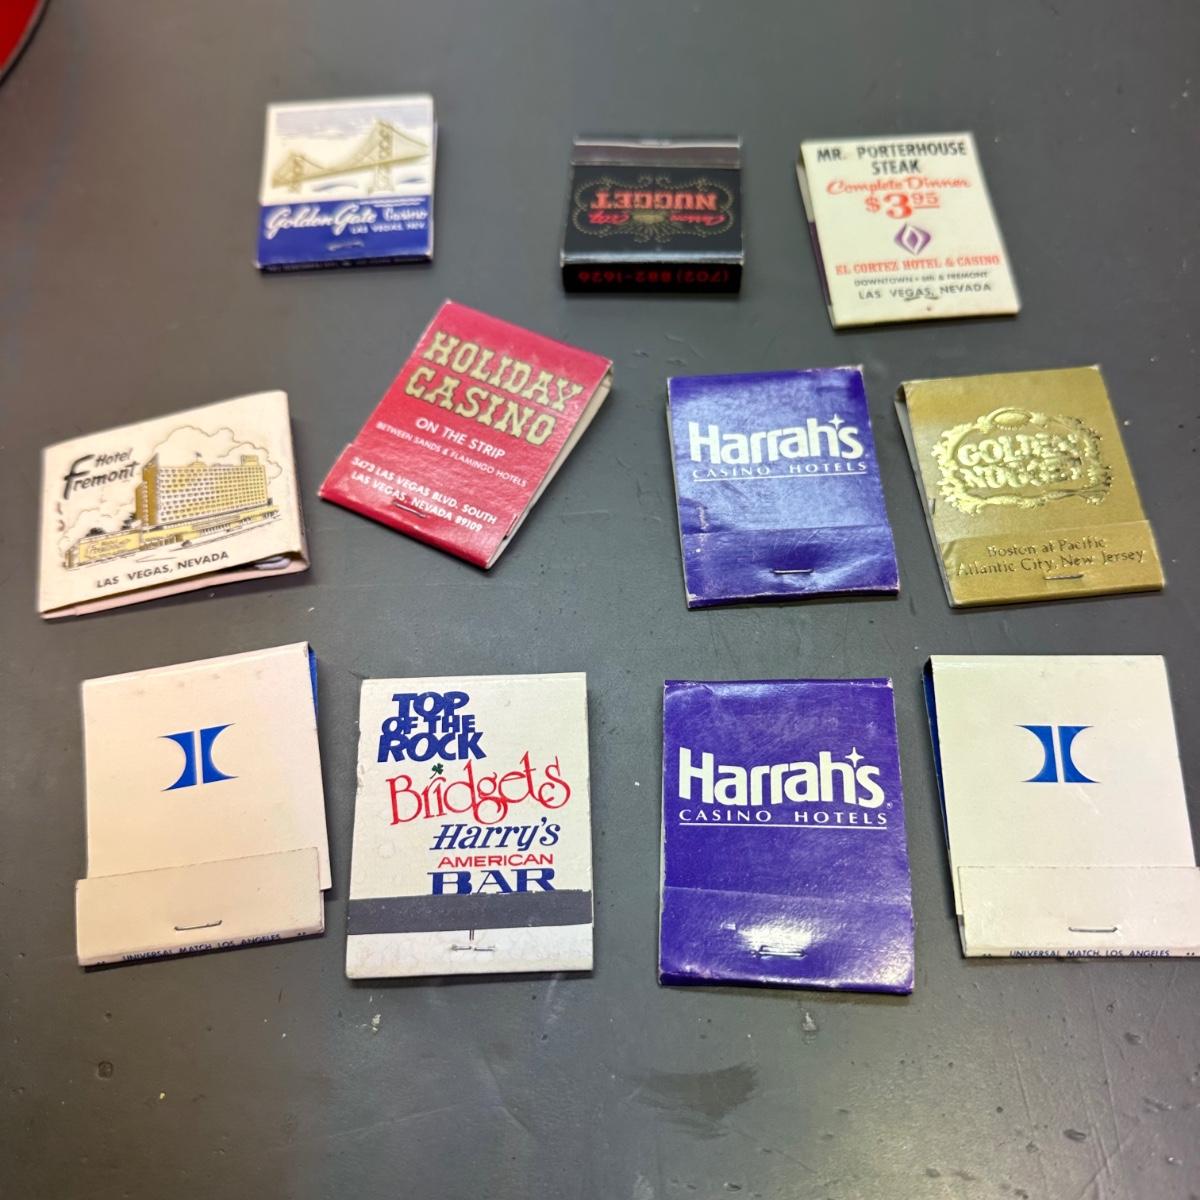 Golden Gate Casino
LAS VEGAS, NEV.
Carson City
NUGGET
(702) 882-1626
MR. PORTERHOUSE
STEAK
Complete Dinner
$3.95
EL CORTEZ HOTEL & CASINO
DOWNTOWN • 6th & FREMONT
LAS VEGAS, NEVADA
Hotel
Fremont
LAS VEGAS, NEVADA
HOLIDAY
CASINO
ON THE STRIP
BETWEEN SANDS & FLAMINGO HOTELS
3473 LAS VEGAS BLVD. SOUTH
LAS VEGAS, NEVADA 89109
Harrah's
CASINO HOTELS
GOLDEN
NUGGET
Boston at Pacific
Atlantic City, New Jersey
UNIVERSAL MATCH, LOS ANGELES
TOP
OF THE
ROCK
Bridgets
Harry's
AMERICAN
BAR
Harrah's
CASINO HOTELS
UNIVERSAL MATCH, LOS ANGELES